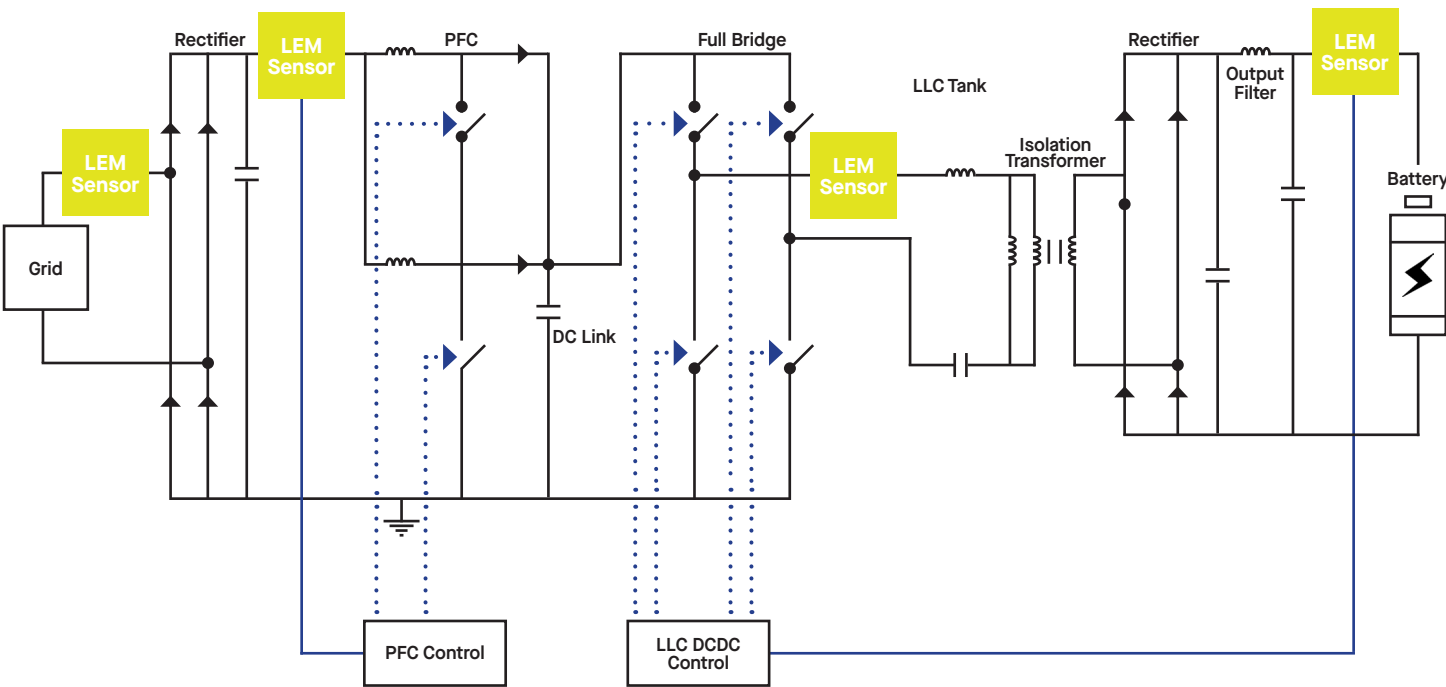 Rectifier
LEM
Sensor
PFC
Full Bridge
LLC Tank
Isolation
Transformer
Rectifier
Output
Filter
LEM
Sensor
Battery
LEM
Sensor
LEM
Sensor
Grid
DC Link
PFC Control
LLC DCDC
Control